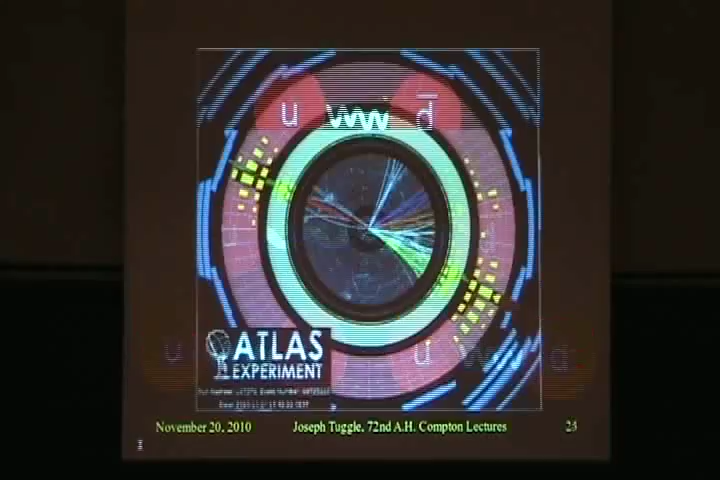 u d̅
u d
ATLAS
EXPERIMENT
November 20, 2010 Joseph Tuggle, 72nd A.H. Compton Lectures 23